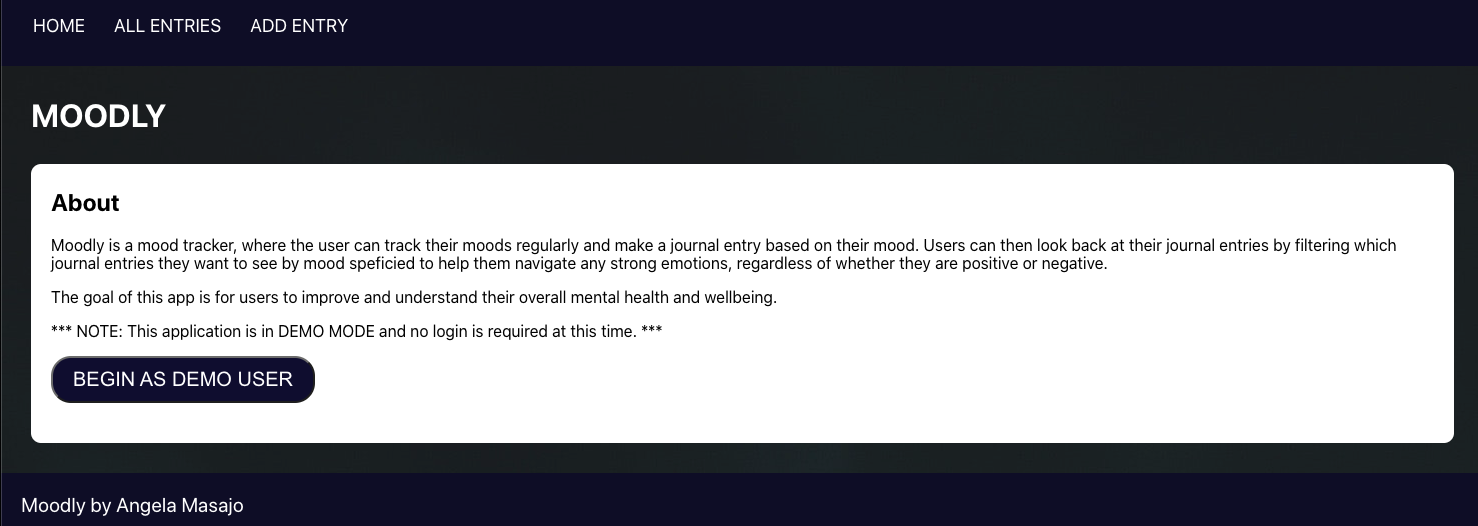 HOME ALL ENTRIES ADD ENTRY
MOODLY
About
Moodly is a mood tracker, where the user can track their moods regularly and make a journal entry based on their mood. Users can then look back at their journal entries by filtering which
journal entries they want to see by mood speficied to help them navigate any strong emotions, regardless of whether they are positive or negative.
The goal of this app is for users to improve and understand their overall mental health and wellbeing.
*** NOTE: This application is in DEMO MODE and no login is required at this time. ***
BEGIN AS DEMO USER
Moodly by Angela Masajo